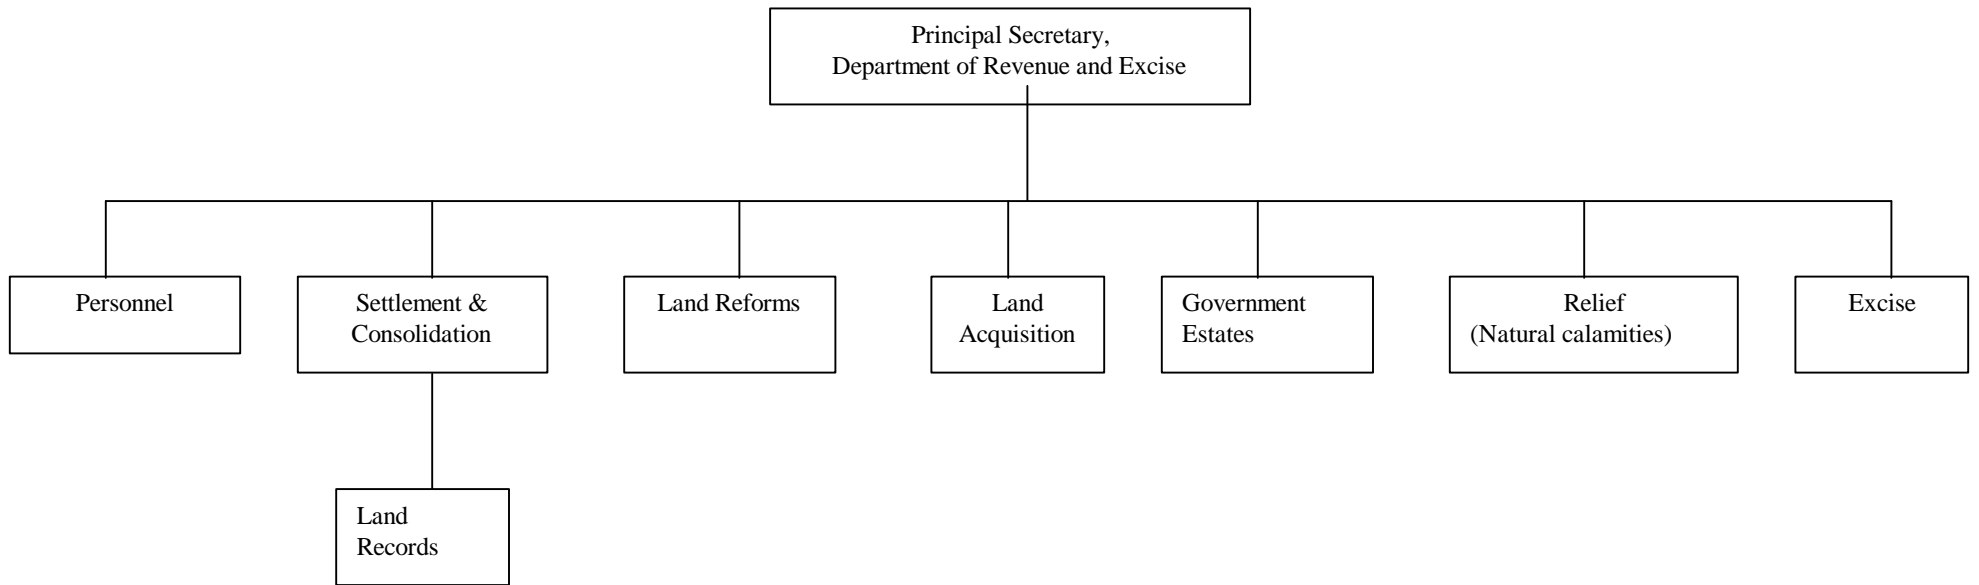 Principal Secretary,
Department of Revenue and Excise
Personnel
Settlement &
Consolidation
Land Reforms
Land
Acquisition
Government
Estates
Relief
(Natural calamities)
Excise
Land
Records